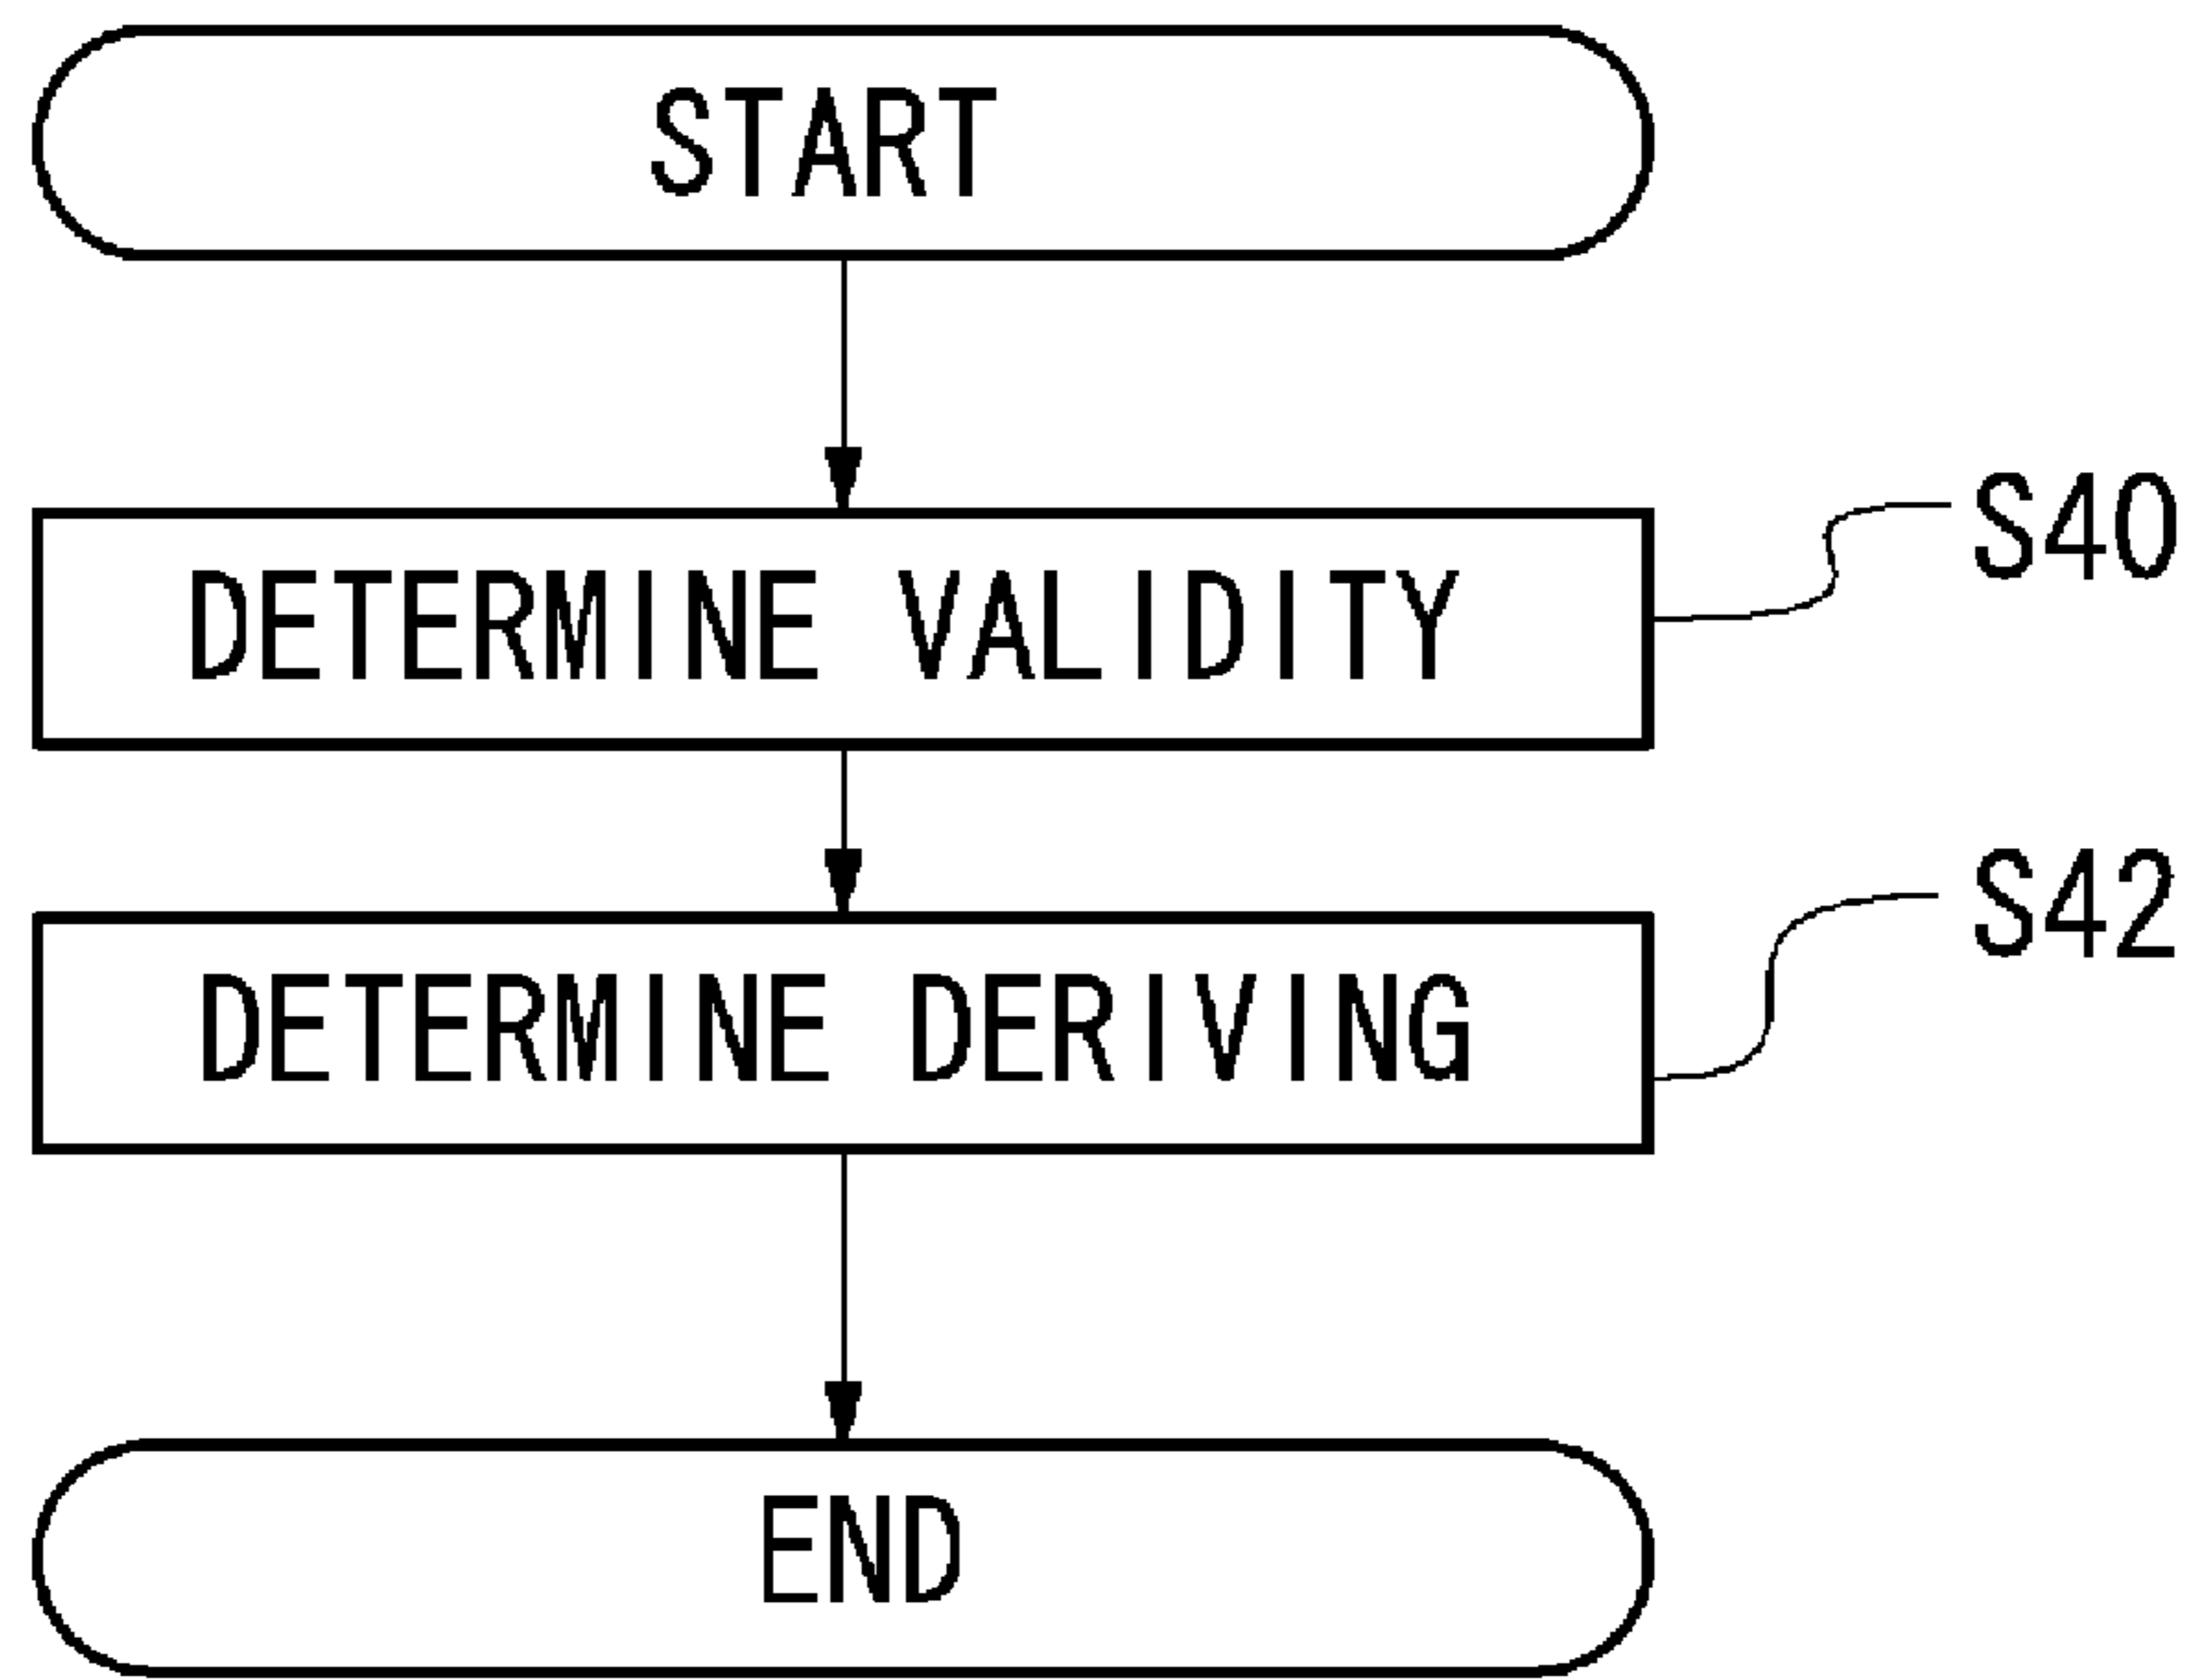 START
DETERMINE VALIDITY
S40
DETERMINE DERIVING
S42
END